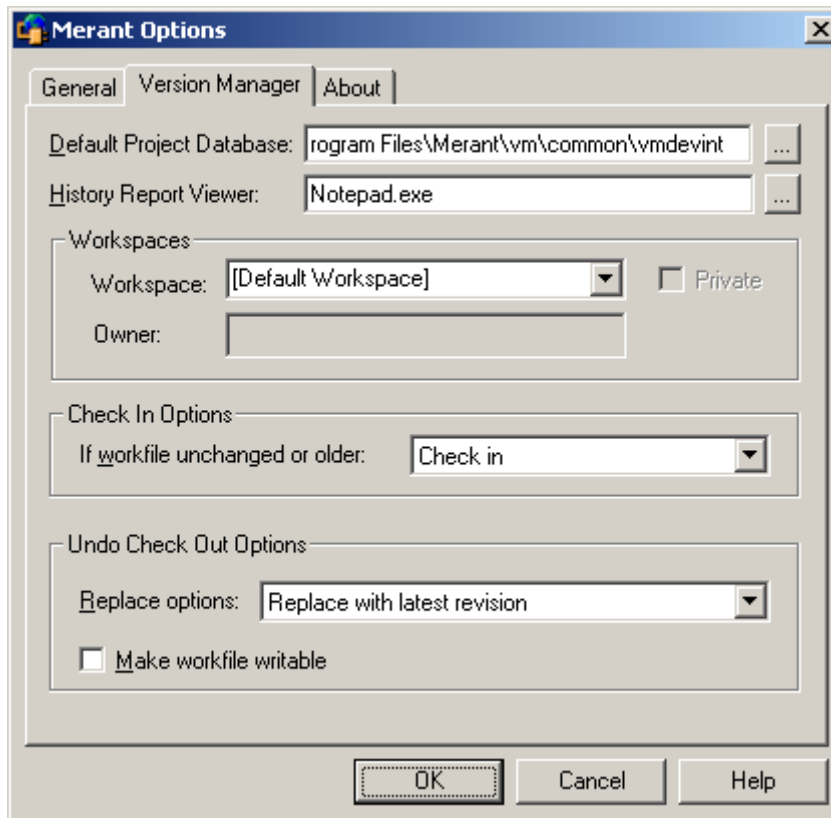 Merant Options
General Version Manager About
Default Project Database: rogram Files\Merant\vm\common\vmdevint ...
History Report Viewer: Notepad.exe ...
Workspaces
Workspace: [Default Workspace] Private
Owner:
Check In Options
If workfile unchanged or older: Check in
Undo Check Out Options
Replace options: Replace with latest revision
Make workfile writable
OK Cancel Help